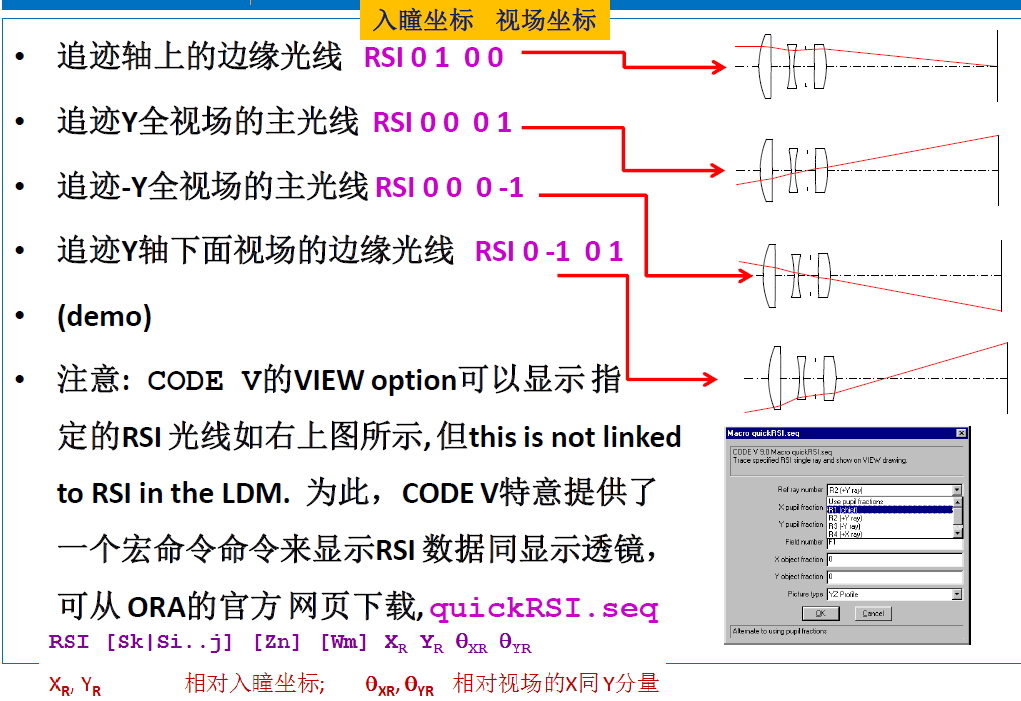 入瞳坐标 视场坐标
• 追迹轴上的边缘光线 RSI 0 1 0 0
• 追迹Y全视场的主光线 RSI 0 0 0 1
• 追迹-Y全视场的主光线 RSI 0 0 0 -1
• 追迹Y轴下面视场的边缘光线 RSI 0 -1 0 1
• (demo)
• 注意: CODE V的VIEW option可以显示 指
定的RSI 光线如右上图所示, 但this is not linked
to RSI in the LDM. 为此，CODE V特意提供了
一个宏命令命令来显示RSI 数据同显示透镜，
可从 ORA的官方 网页下载, quickRSI.seq
RSI [Sk|Si..j] [Zn] [Wm] XR YR θXR θYR
XR, YR 相对入瞳坐标; θXR, θYR 相对视场的X同Y分量
Macro quickRSI.seq
CODE V 9.0 Macro quickRSI.seq
Trace specified RSI single ray and show on VIEW drawing.
Ref ray number R2 (+Y ray)
Use pupil fractions
X pupil fraction R1 (chief)
R2 (+Y ray)
Y pupil fraction R3 (-Y ray)
R4 (+X ray)
Field number F1
X object fraction 0
Y object fraction 0
Picture type YZ Profile
OK Cancel
Alternate to using pupil fractions